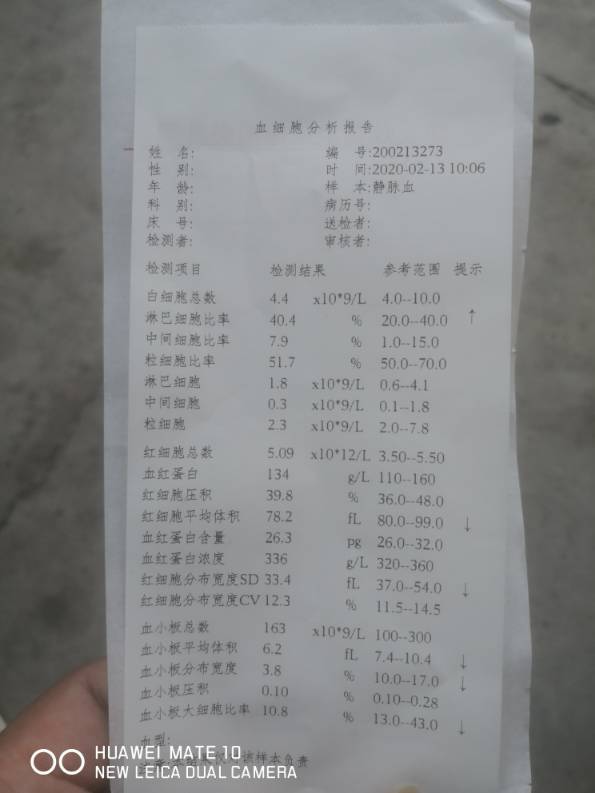 血细胞分析报告
姓 名: 编 号:200213273
性 别: 时 间:2020-02-13 10:06
年 龄: 样 本:静脉血
科 别: 病历号:
床 号: 送检者:
检测者: 审核者:
检测项目 检测结果 参考范围 提示
白细胞总数 4.4 x10*9/L 4.0--10.0
淋巴细胞比率 40.4 % 20.0--40.0 ↑
中间细胞比率 7.9 % 1.0--15.0
粒细胞比率 51.7 % 50.0--70.0
淋巴细胞 1.8 x10*9/L 0.6--4.1
中间细胞 0.3 x10*9/L 0.1--1.8
粒细胞 2.3 x10*9/L 2.0--7.8
红细胞总数 5.09 x10*12/L 3.50--5.50
血红蛋白 134 g/L 110--160
红细胞压积 39.8 % 36.0--48.0
红细胞平均体积 78.2 fL 80.0--99.0 ↓
血红蛋白含量 26.3 pg 26.0--32.0
血红蛋白浓度 336 g/L 320--360
红细胞分布宽度SD 33.4 fL 37.0--54.0 ↓
红细胞分布宽度CV 12.3 % 11.5--14.5
血小板总数 163 x10*9/L 100--300
血小板平均体积 6.2 fL 7.4--10.4 ↓
血小板分布宽度 3.8 % 10.0--17.0 ↓
血小板压积 0.10 % 0.10--0.28
血小板大细胞比率 10.8 % 13.0--43.0 ↓
血型:
样本负责
HUAWEI MATE 10
NEW LEICA DUAL CAMERA